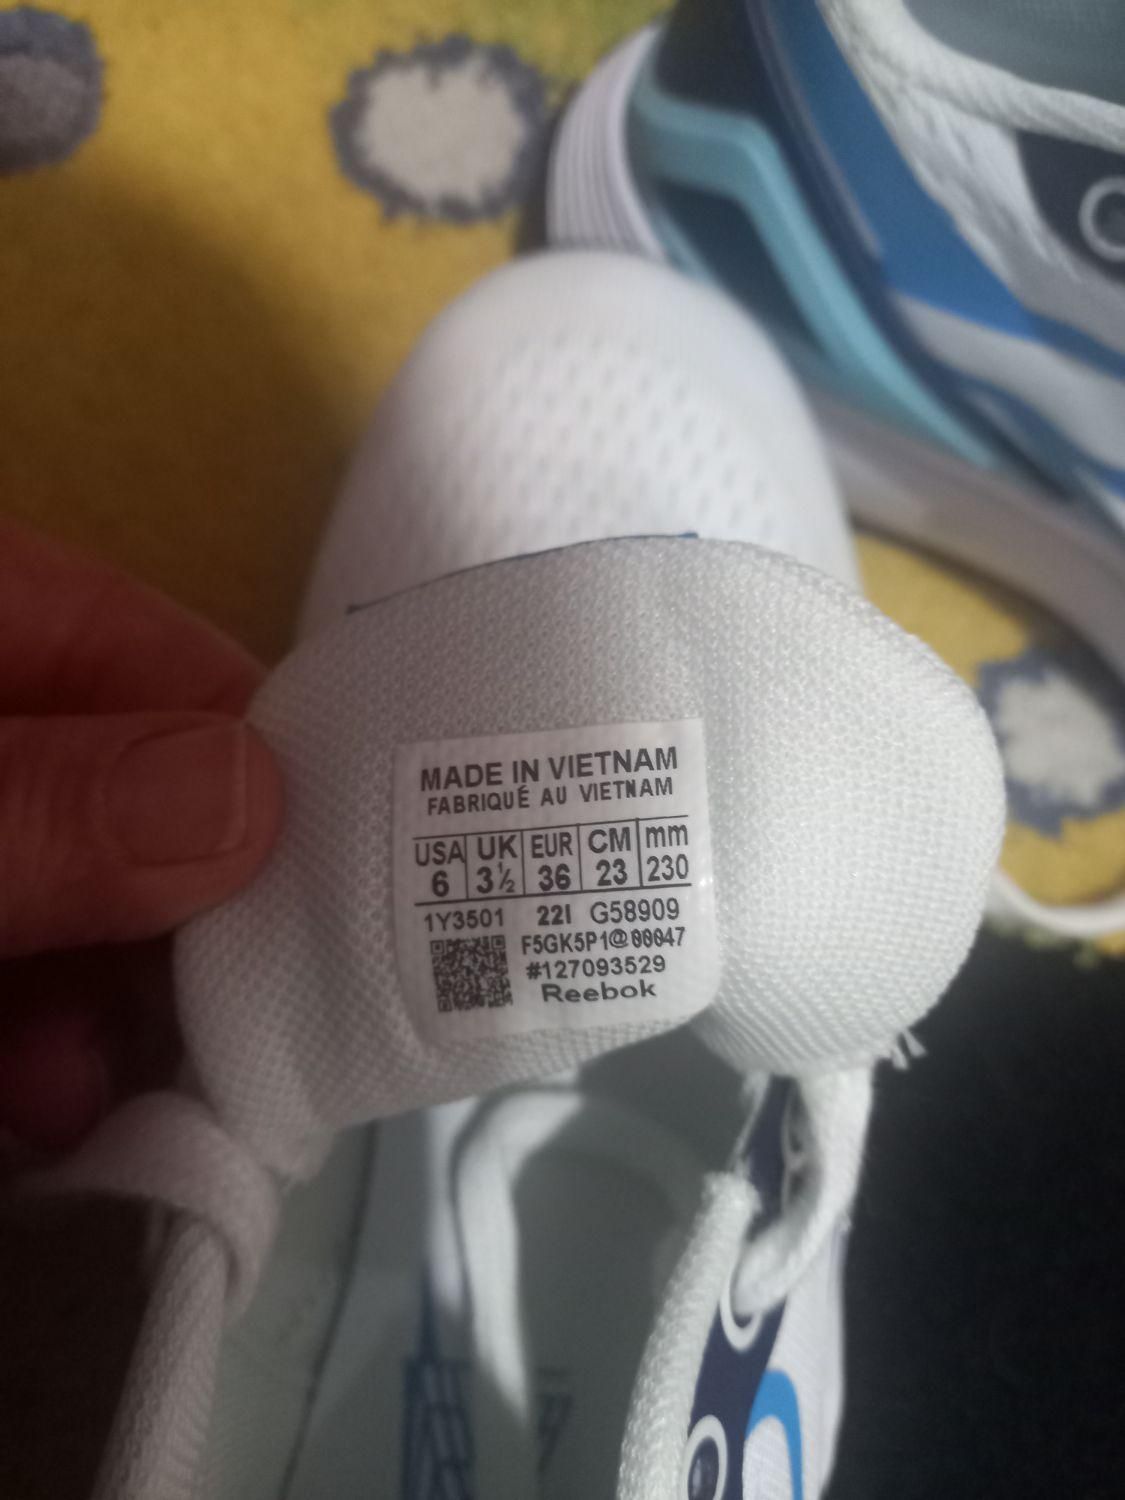 MADE IN VIETNAM
FABRIQUÉ AU VIETNAM
USA UK EUR CM mm
6 3½ 36 23 230
1Y3501 22I G58909
F5GK5P1@00047
#127093529
Reebok